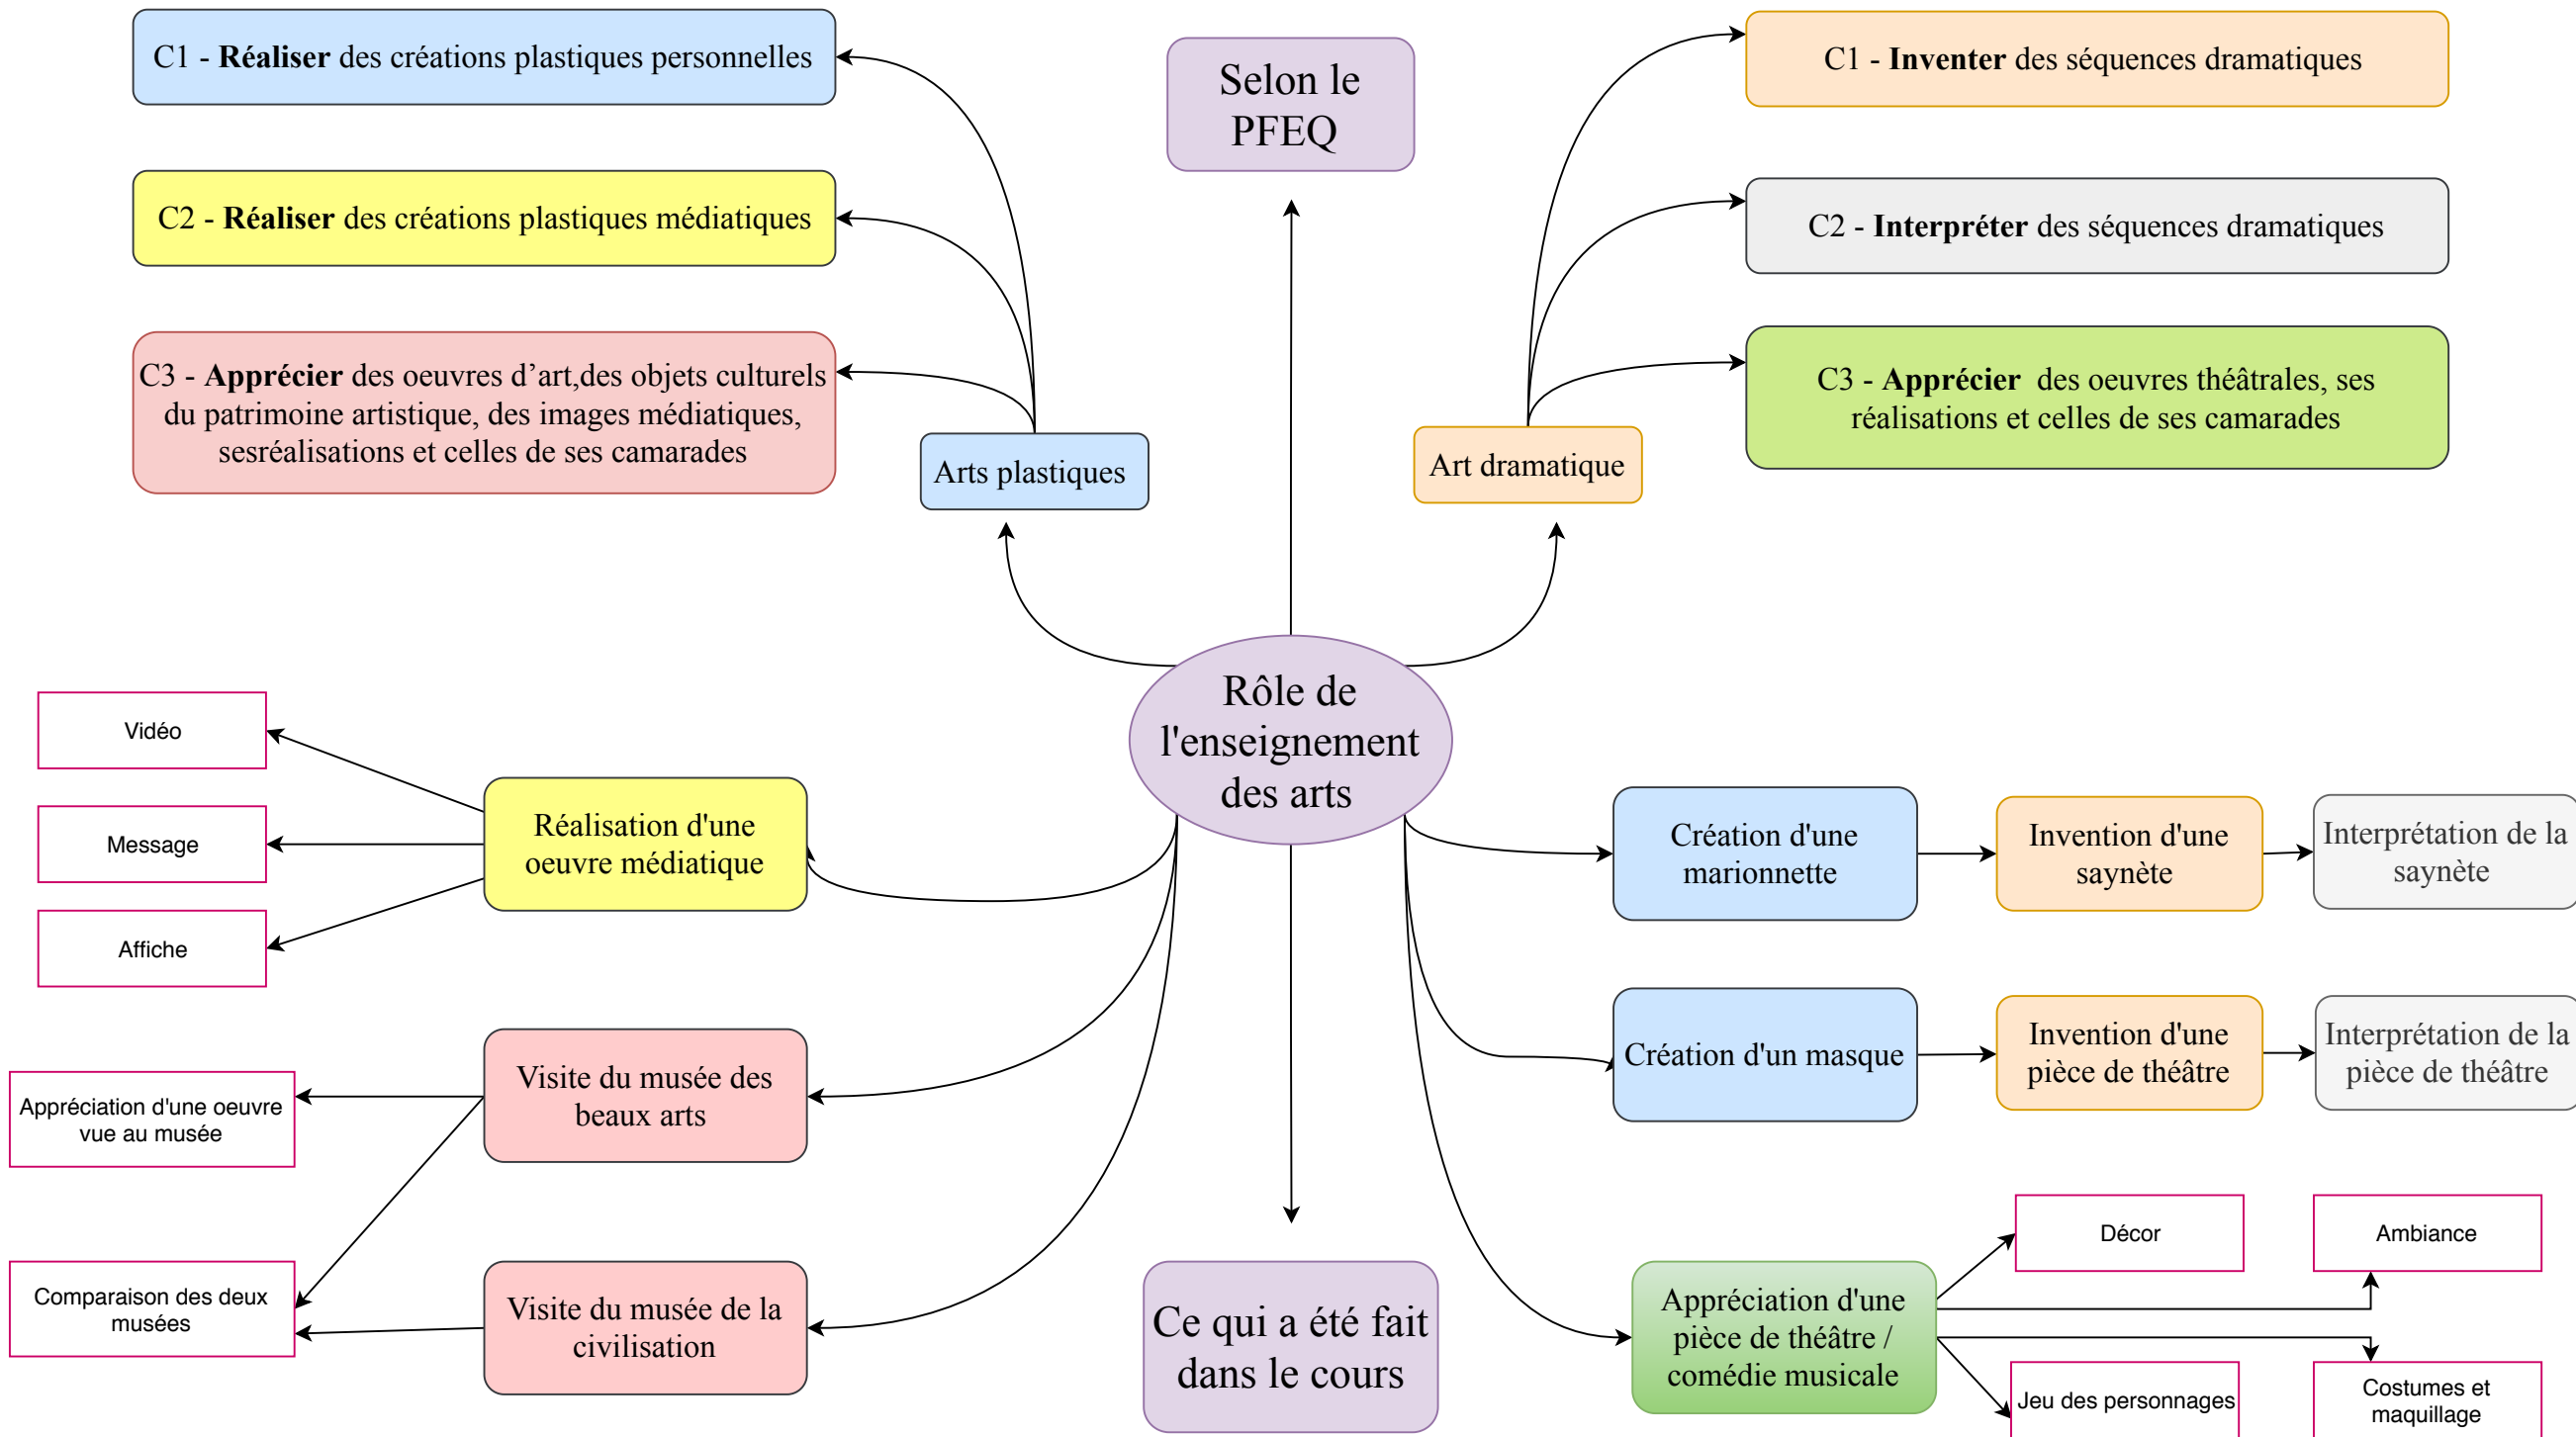 C1 - Réaliser des créations plastiques personnelles
C2 - Réaliser des créations plastiques médiatiques
C3 - Apprécier des oeuvres d’art,des objets culturels
du patrimoine artistique, des images médiatiques,
sesréalisations et celles de ses camarades
Arts plastiques
Selon le
PFEQ
Art dramatique
C1 - Inventer des séquences dramatiques
C2 - Interpréter des séquences dramatiques
C3 - Apprécier  des oeuvres théâtrales, ses
réalisations et celles de ses camarades
Rôle de
l'enseignement
des arts
Vidéo
Message
Affiche
Réalisation d'une
oeuvre médiatique
Appréciation d'une oeuvre
vue au musée
Visite du musée des
beaux arts
Comparaison des deux
musées
Visite du musée de la
civilisation
Ce qui a été fait
dans le cours
Création d'une
marionnette
Invention d'une
saynète
Interprétation de la
saynète
Création d'un masque
Invention d'une
pièce de théâtre
Interprétation de la
pièce de théâtre
Appréciation d'une
pièce de théâtre /
comédie musicale
Décor
Ambiance
Jeu des personnages
Costumes et
maquillage